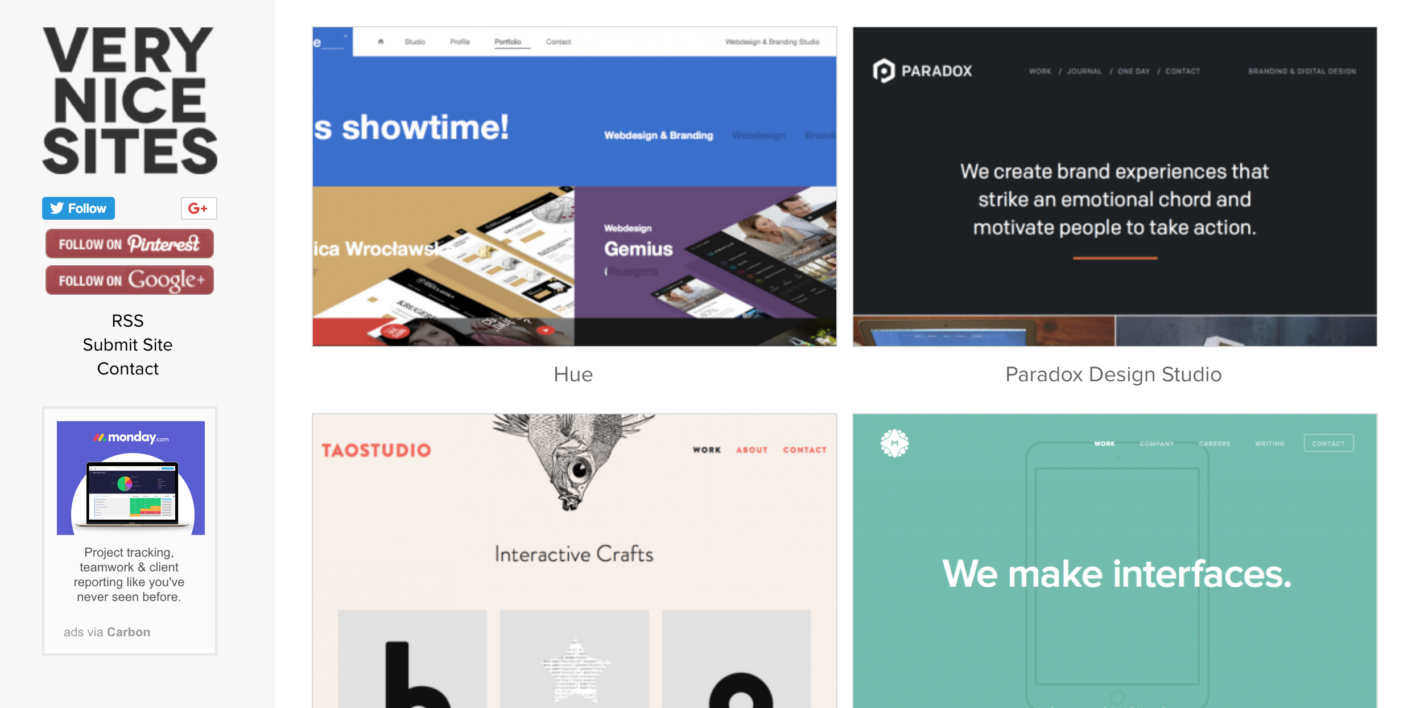 VERY
NICE
SITES
Follow
G+
FOLLOW ON Pinterest
FOLLOW ON Google+
RSS
Submit Site
Contact
monday.com
Project tracking,
teamwork & client
reporting like you've
never seen before.
ads via Carbon
e
Studio Profile Portfolio Contact Webdesign & Branding Studio
s showtime!
Webdesign & Branding Webdesign Brandi
ica Wrocławsk
Webdesign
Gemius
KRUGER
Hue
PARADOX
WORK / JOURNAL / ONE DAY / CONTACT BRANDING & DIGITAL DESIGN
We create brand experiences that
strike an emotional chord and
motivate people to take action.
Paradox Design Studio
TAOSTUDIO
WORK ABOUT CONTACT
Interactive Crafts
b
M
WORK COMPANY CAREERS WRITING CONTACT
We make interfaces.